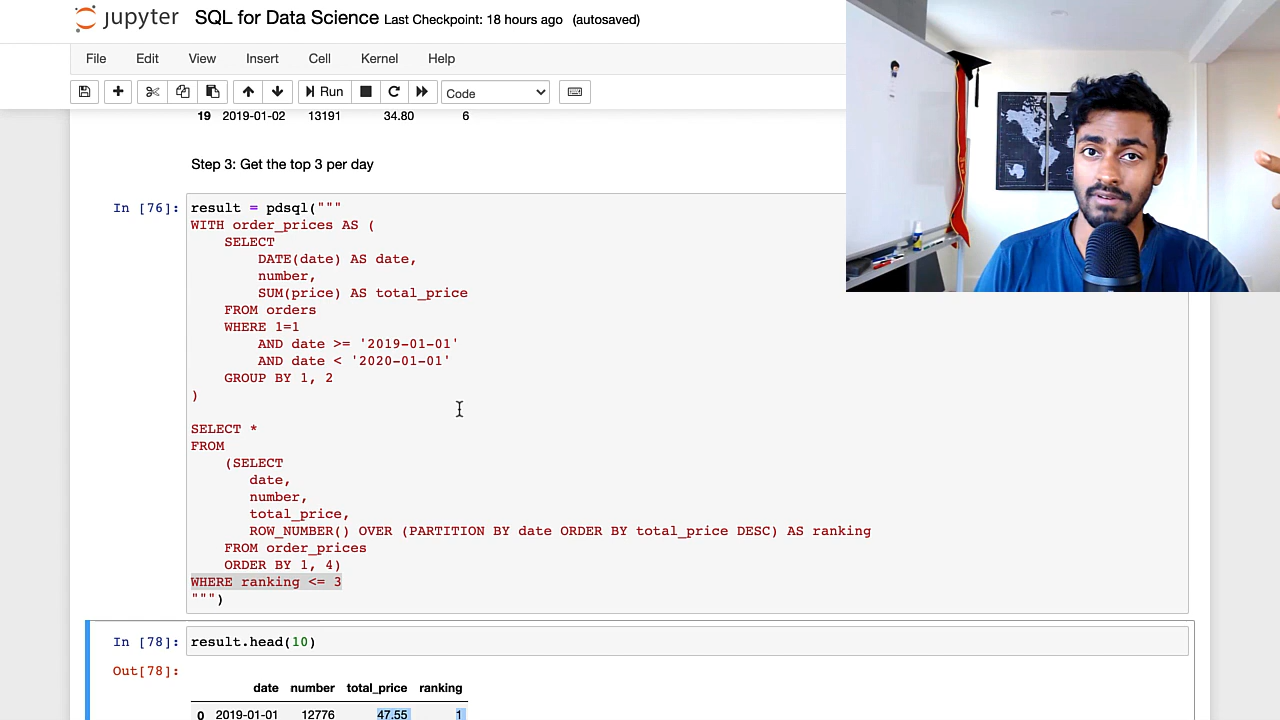 jupyter SQL for Data Science Last Checkpoint: 18 hours ago (autosaved)
File Edit View Insert Cell Kernel Help
Run Code
19 2019-01-02 13191 34.80 6
Step 3: Get the top 3 per day
In [76]: result = pdsql("""
WITH order_prices AS (
SELECT
DATE(date) AS date,
number,
SUM(price) AS total_price
FROM orders
WHERE 1=1
AND date >= '2019-01-01'
AND date < '2020-01-01'
GROUP BY 1, 2
)
SELECT *
FROM
(SELECT
date,
number,
total_price,
ROW_NUMBER() OVER (PARTITION BY date ORDER BY total_price DESC) AS ranking
FROM order_prices
ORDER BY 1, 4)
WHERE ranking <= 3
""")
In [78]: result.head(10)
Out[78]:
date number total_price ranking
0 2019-01-01 12776 47.55 1